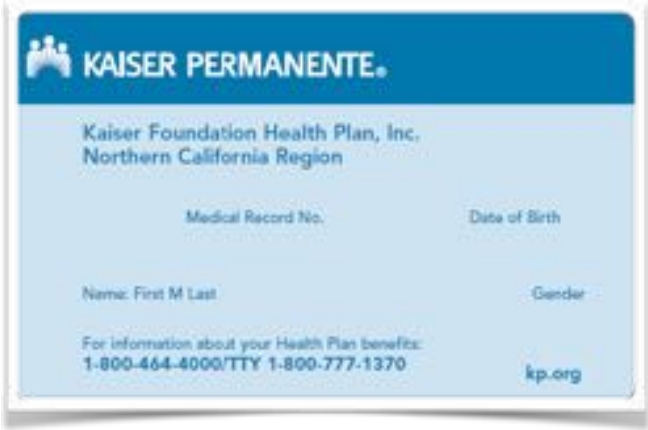 KAISER PERMANENTE®
Kaiser Foundation Health Plan, Inc.
Northern California Region
Medical Record No. Date of Birth
Name: First M Last Gender
For information about your Health Plan benefits:
1-800-464-4000/TTY 1-800-777-1370
kp.org